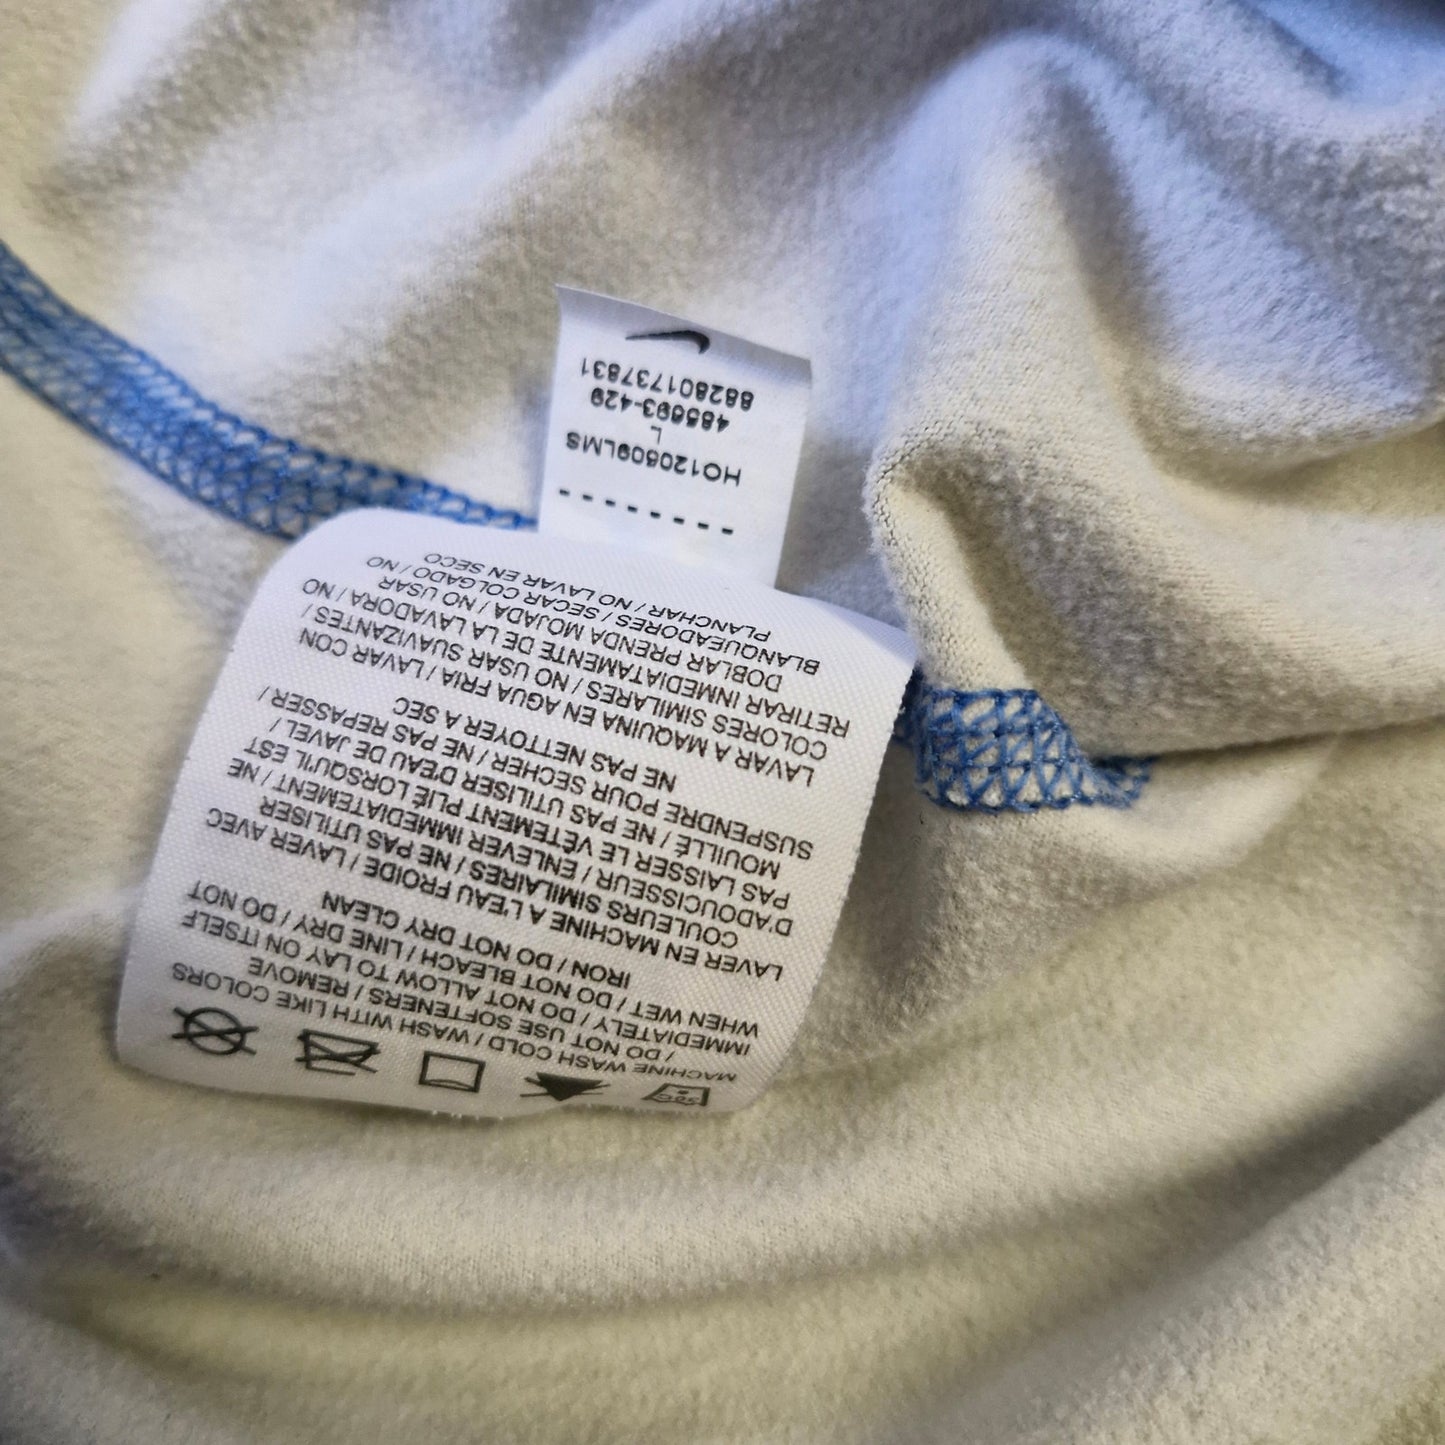 30C
MACHINE WASH COLD / WASH WITH LIKE COLORS
/ DO NOT USE SOFTENERS / REMOVE
IMMEDIATELY / DO NOT ALLOW TO LAY ON ITSELF
WHEN WET / DO NOT BLEACH / LINE DRY / DO NOT
IRON / DO NOT DRY CLEAN
LAVER EN MACHINE A L'EAU FROIDE / LAVER AVEC
COULEURS SIMILAIRES / NE PAS UTILISER
D'ADOUCISSEUR / ENLEVER IMMEDIATEMENT / NE
PAS LAISSER LE VÊTEMENT PLIÉ LORSQU'IL EST
MOUILLÉ / NE PAS UTILISER D'EAU DE JAVEL /
SUSPENDRE POUR SECHER / NE PAS REPASSER /
NE PAS NETTOYER A SEC
LAVAR A MAQUINA EN AGUA FRIA / LAVAR CON
COLORES SIMILARES / NO USAR SUAVIZANTES /
RETIRAR INMEDIATAMENTE DE LA LAVADORA / NO
DOBLAR PRENDA MOJADA / NO USAR
BLANQUEADORES / SECAR COLGADO / NO
PLANCHAR / NO LAVAR EN SECO
L
485693-429
882801737831